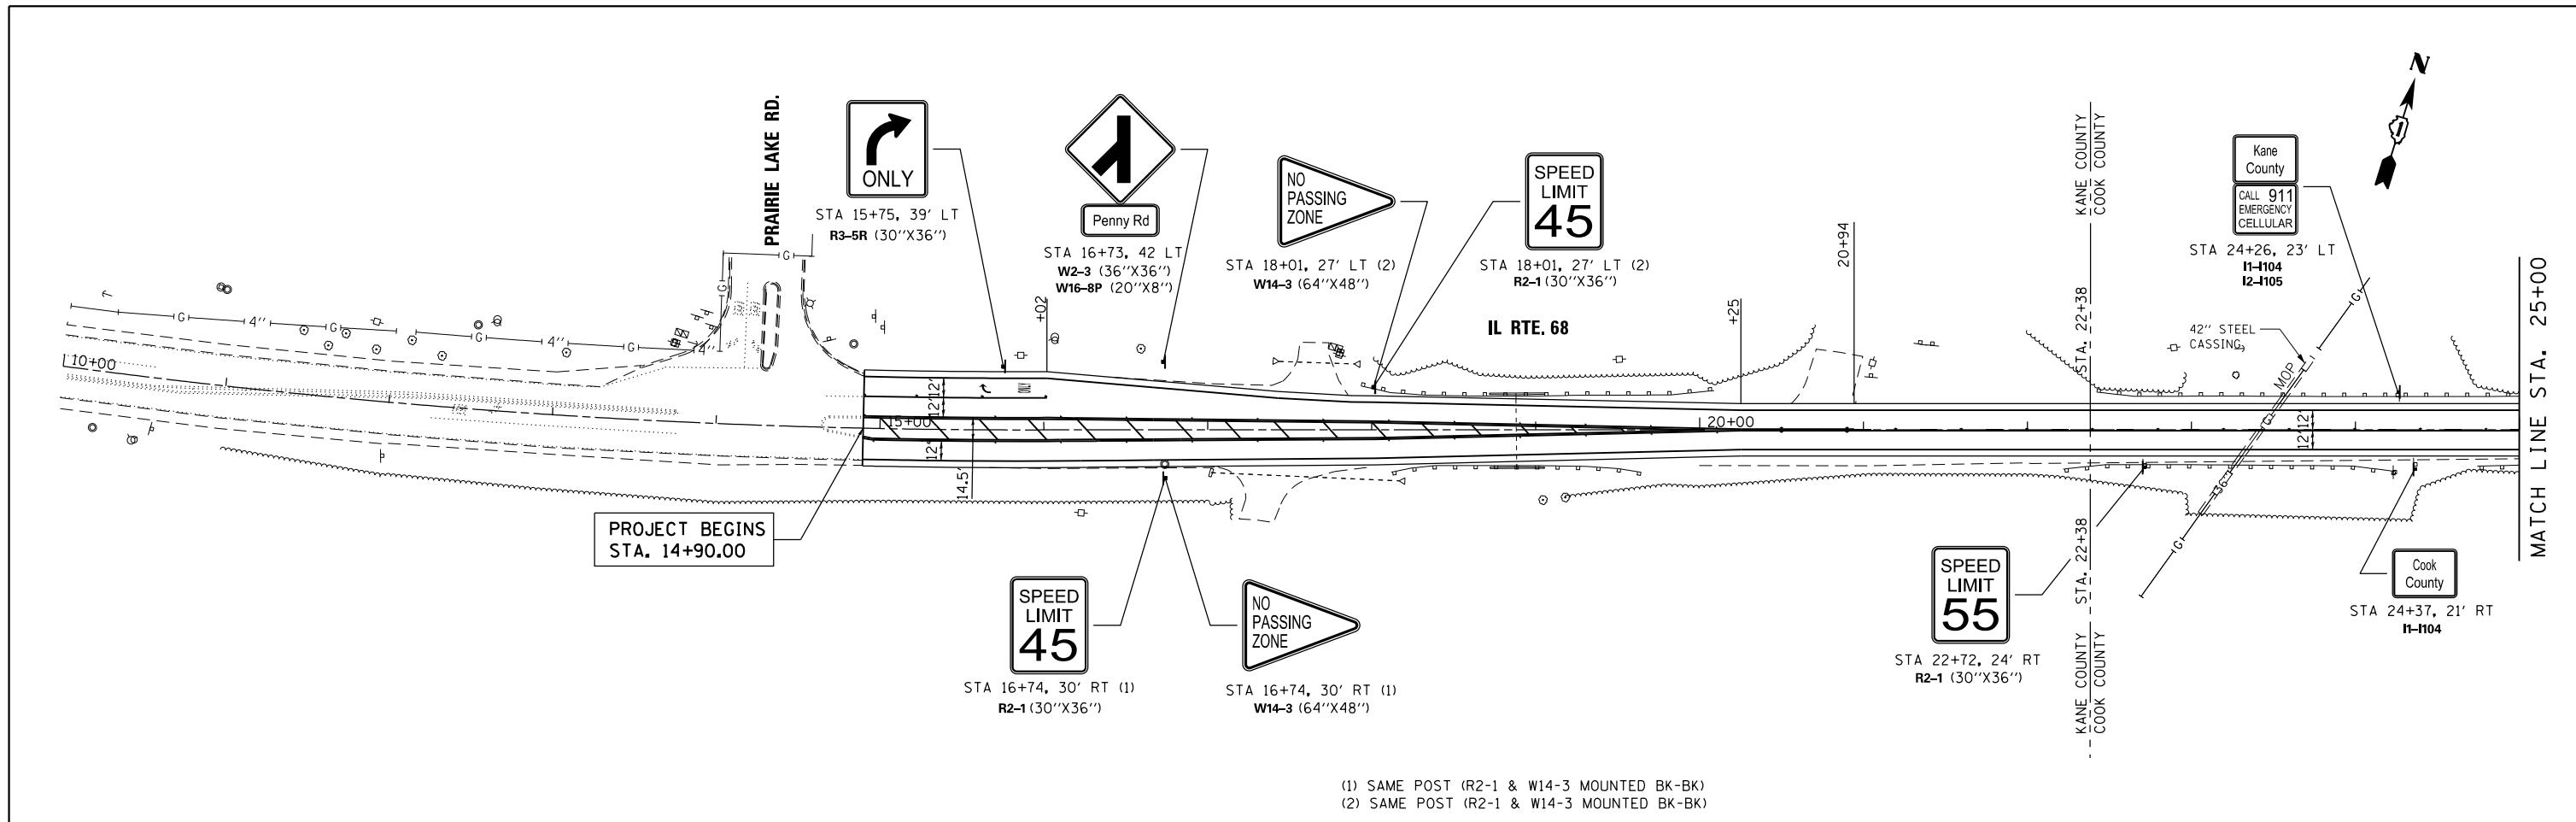 N
1
PRAIRIE LAKE RD.
ONLY
STA 15+75, 39' LT
R3-5R (30''X36'')
Penny Rd
STA 16+73, 42 LT
W2-3 (36''X36'')
W16-8P (20''X8'')
NO
PASSING
ZONE
STA 18+01, 27' LT (2)
W14-3 (64''X48'')
SPEED
LIMIT
45
STA 18+01, 27' LT (2)
R2-1 (30''X36'')
IL RTE. 68
20+94
+25
+02
KANE COUNTY
COOK COUNTY
STA. 22+38
Kane
County
CALL 911
EMERGENCY
CELLULAR
STA 24+26, 23' LT
I1-I104
I2-I105
42'' STEEL
CASSING
MOP
G
G
36''
G
MATCH LINE STA. 25+00
G
G
G
4''
G
G
4''
G
4''
10+00
15+00
20+00
12'
12'
12'
14.5'
12'
12'
PROJECT BEGINS
STA. 14+90.00
SPEED
LIMIT
45
STA 16+74, 30' RT (1)
R2-1 (30''X36'')
NO
PASSING
ZONE
STA 16+74, 30' RT (1)
W14-3 (64''X48'')
SPEED
LIMIT
55
STA 22+72, 24' RT
R2-1 (30''X36'')
STA. 22+38
KANE COUNTY
COOK COUNTY
Cook
County
STA 24+37, 21' RT
I1-I104
(1) SAME POST (R2-1 & W14-3 MOUNTED BK-BK)
(2) SAME POST (R2-1 & W14-3 MOUNTED BK-BK)